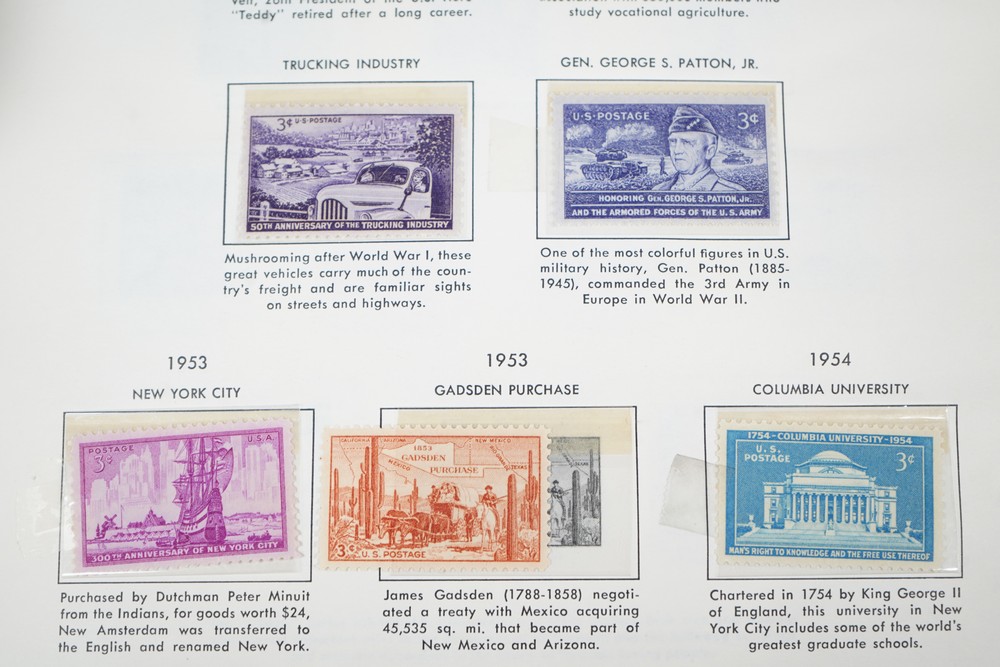 "Teddy" retired after a long career.
study vocational agriculture.
TRUCKING INDUSTRY
3¢ U·S·POSTAGE
50TH ANNIVERSARY OF THE TRUCKING INDUSTRY
Mushrooming after World War I, these
great vehicles carry much of the coun-
try's freight and are familiar sights
on streets and highways.
GEN. GEORGE S. PATTON, JR.
U·S·POSTAGE 3¢
HONORING GEN. GEORGE S. PATTON, JR.
AND THE ARMORED FORCES OF THE U.S. ARMY
One of the most colorful figures in U.S.
military history, Gen. Patton (1885-
1945), commanded the 3rd Army in
Europe in World War II.
1953
NEW YORK CITY
POSTAGE U.S.A.
3¢
300TH ANNIVERSARY OF NEW YORK CITY
Purchased by Dutchman Peter Minuit
from the Indians, for goods worth $24,
New Amsterdam was transferred to
the English and renamed New York.
1953
GADSDEN PURCHASE
CALIFORNIA ARIZONA NEW MEXICO
1853
GADSDEN
PURCHASE
MEXICO TEXAS
3¢ U.S. POSTAGE
James Gadsden (1788-1858) negoti-
ated a treaty with Mexico acquiring
45,535 sq. mi. that became part of
New Mexico and Arizona.
1954
COLUMBIA UNIVERSITY
1754-COLUMBIA UNIVERSITY-1954
U.S. 3¢
POSTAGE
MAN'S RIGHT TO KNOWLEDGE AND THE FREE USE THEREOF
Chartered in 1754 by King George II
of England, this university in New
York City includes some of the world's
greatest graduate schools.